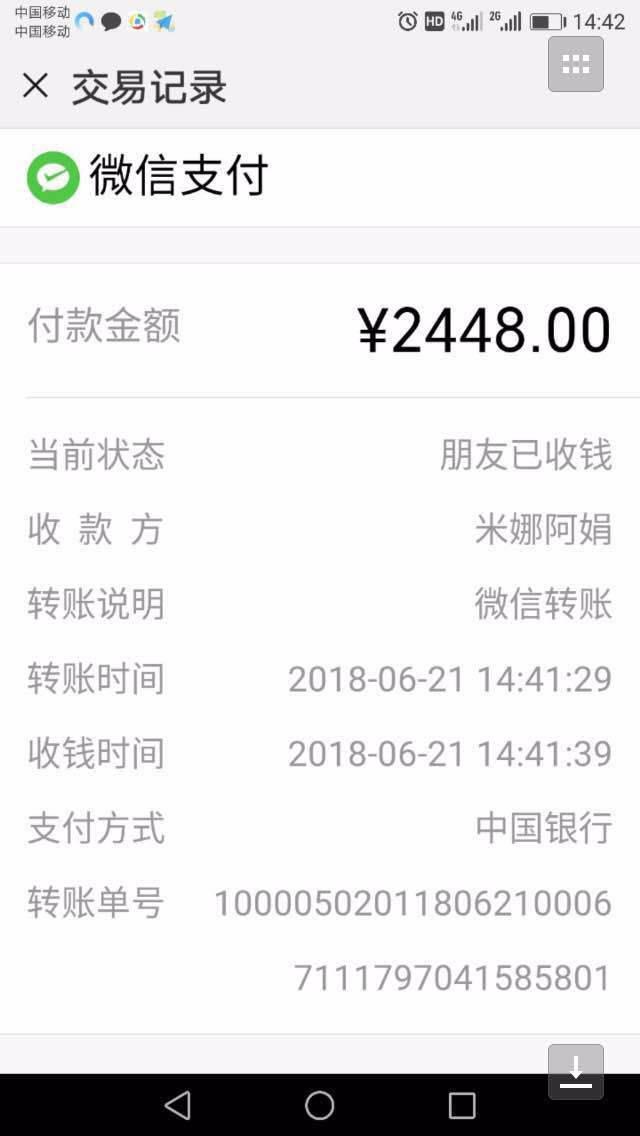 中国移动
中国移动
HD 4G 2G 14:42
交易记录
微信支付
付款金额 ¥2448.00
当前状态 朋友已收钱
收款方 米娜阿娟
转账说明 微信转账
转账时间 2018-06-21 14:41:29
收钱时间 2018-06-21 14:41:39
支付方式 中国银行
转账单号 10000502011806210006
7111797041585801